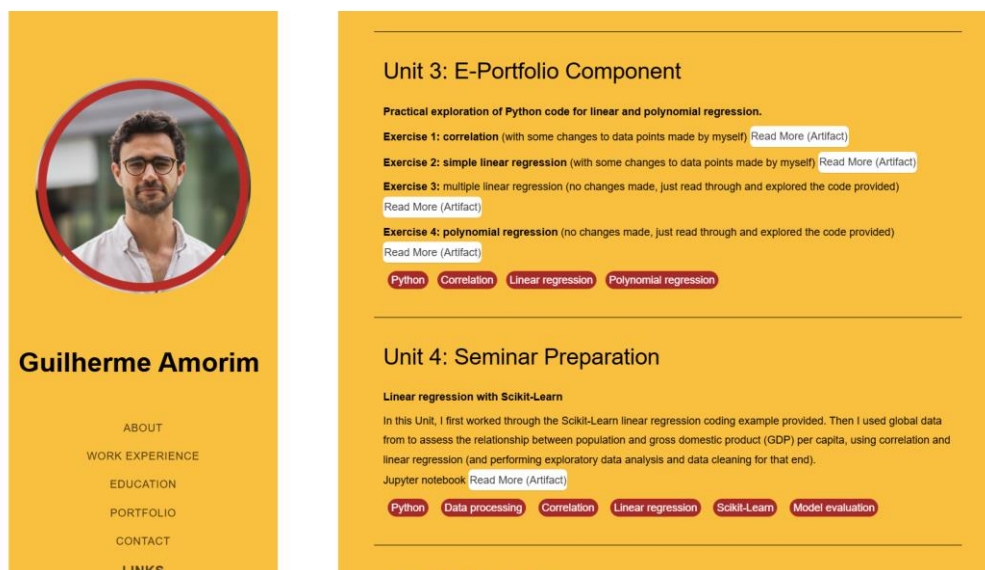 Guilherme Amorim
ABOUT
WORK EXPERIENCE
EDUCATION
PORTFOLIO
CONTACT
LINKS
Unit 3: E-Portfolio Component
Practical exploration of Python code for linear and polynomial regression.
Exercise 1: correlation (with some changes to data points made by myself) Read More (Artifact)
Exercise 2: simple linear regression (with some changes to data points made by myself) Read More (Artifact)
Exercise 3: multiple linear regression (no changes made, just read through and explored the code provided)
Read More (Artifact)
Exercise 4: polynomial regression (no changes made, just read through and explored the code provided)
Read More (Artifact)
Python Correlation Linear regression Polynomial regression
Unit 4: Seminar Preparation
Linear regression with Scikit-Learn
In this Unit, I first worked through the Scikit-Learn linear regression coding example provided. Then I used global data
from to assess the relationship between population and gross domestic product (GDP) per capita, using correlation and
linear regression (and performing exploratory data analysis and data cleaning for that end).
Jupyter notebook Read More (Artifact)
Python Data processing Correlation Linear regression Scikit-Learn Model evaluation